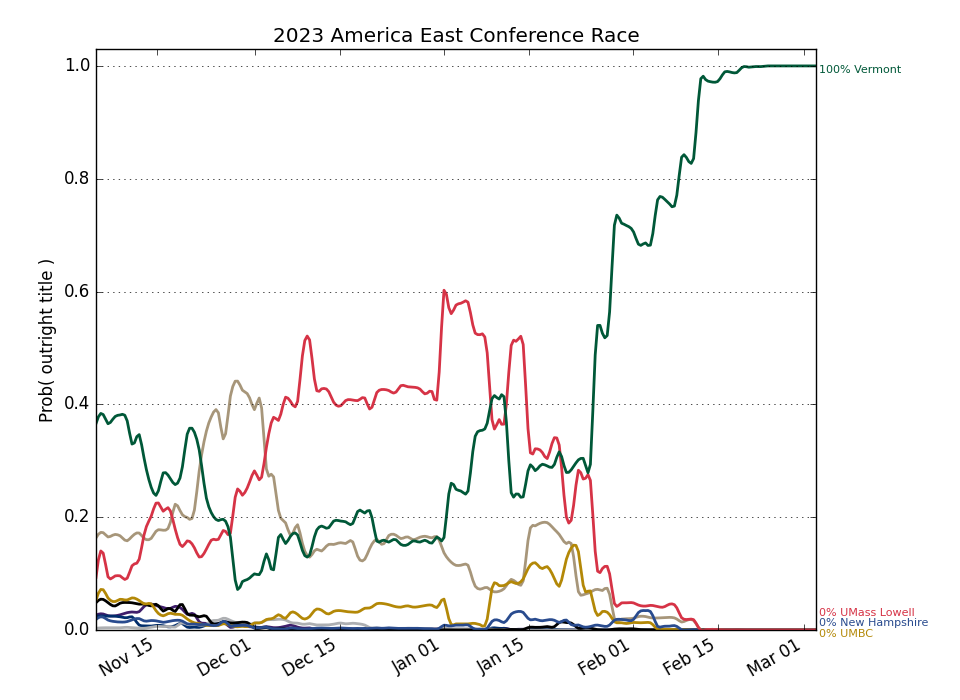 2023 America East Conference Race
Prob( outright title )
1.0
0.8
0.6
0.4
0.2
0.0
Nov 15
Dec 01
Dec 15
Jan 01
Jan 15
Feb 01
Feb 15
Mar 01
100% Vermont
0% UMass Lowell
0% New Hampshire
0% UMBC